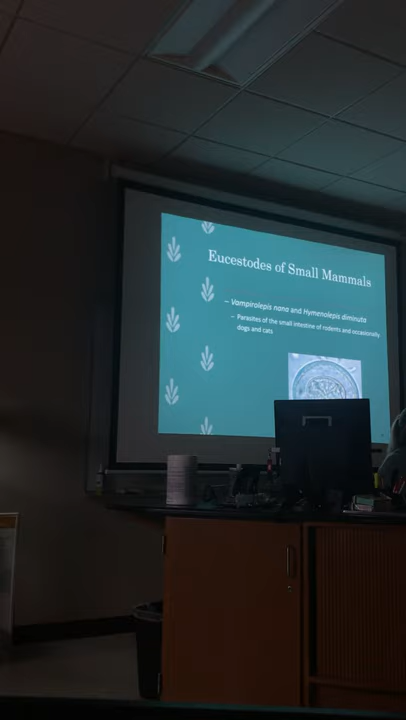 Eucestodes of Small Mammals
– Vampirolepis nana and Hymenolepis diminuta
– Parasites of the small intestine of rodents and occasionally
dogs and cats